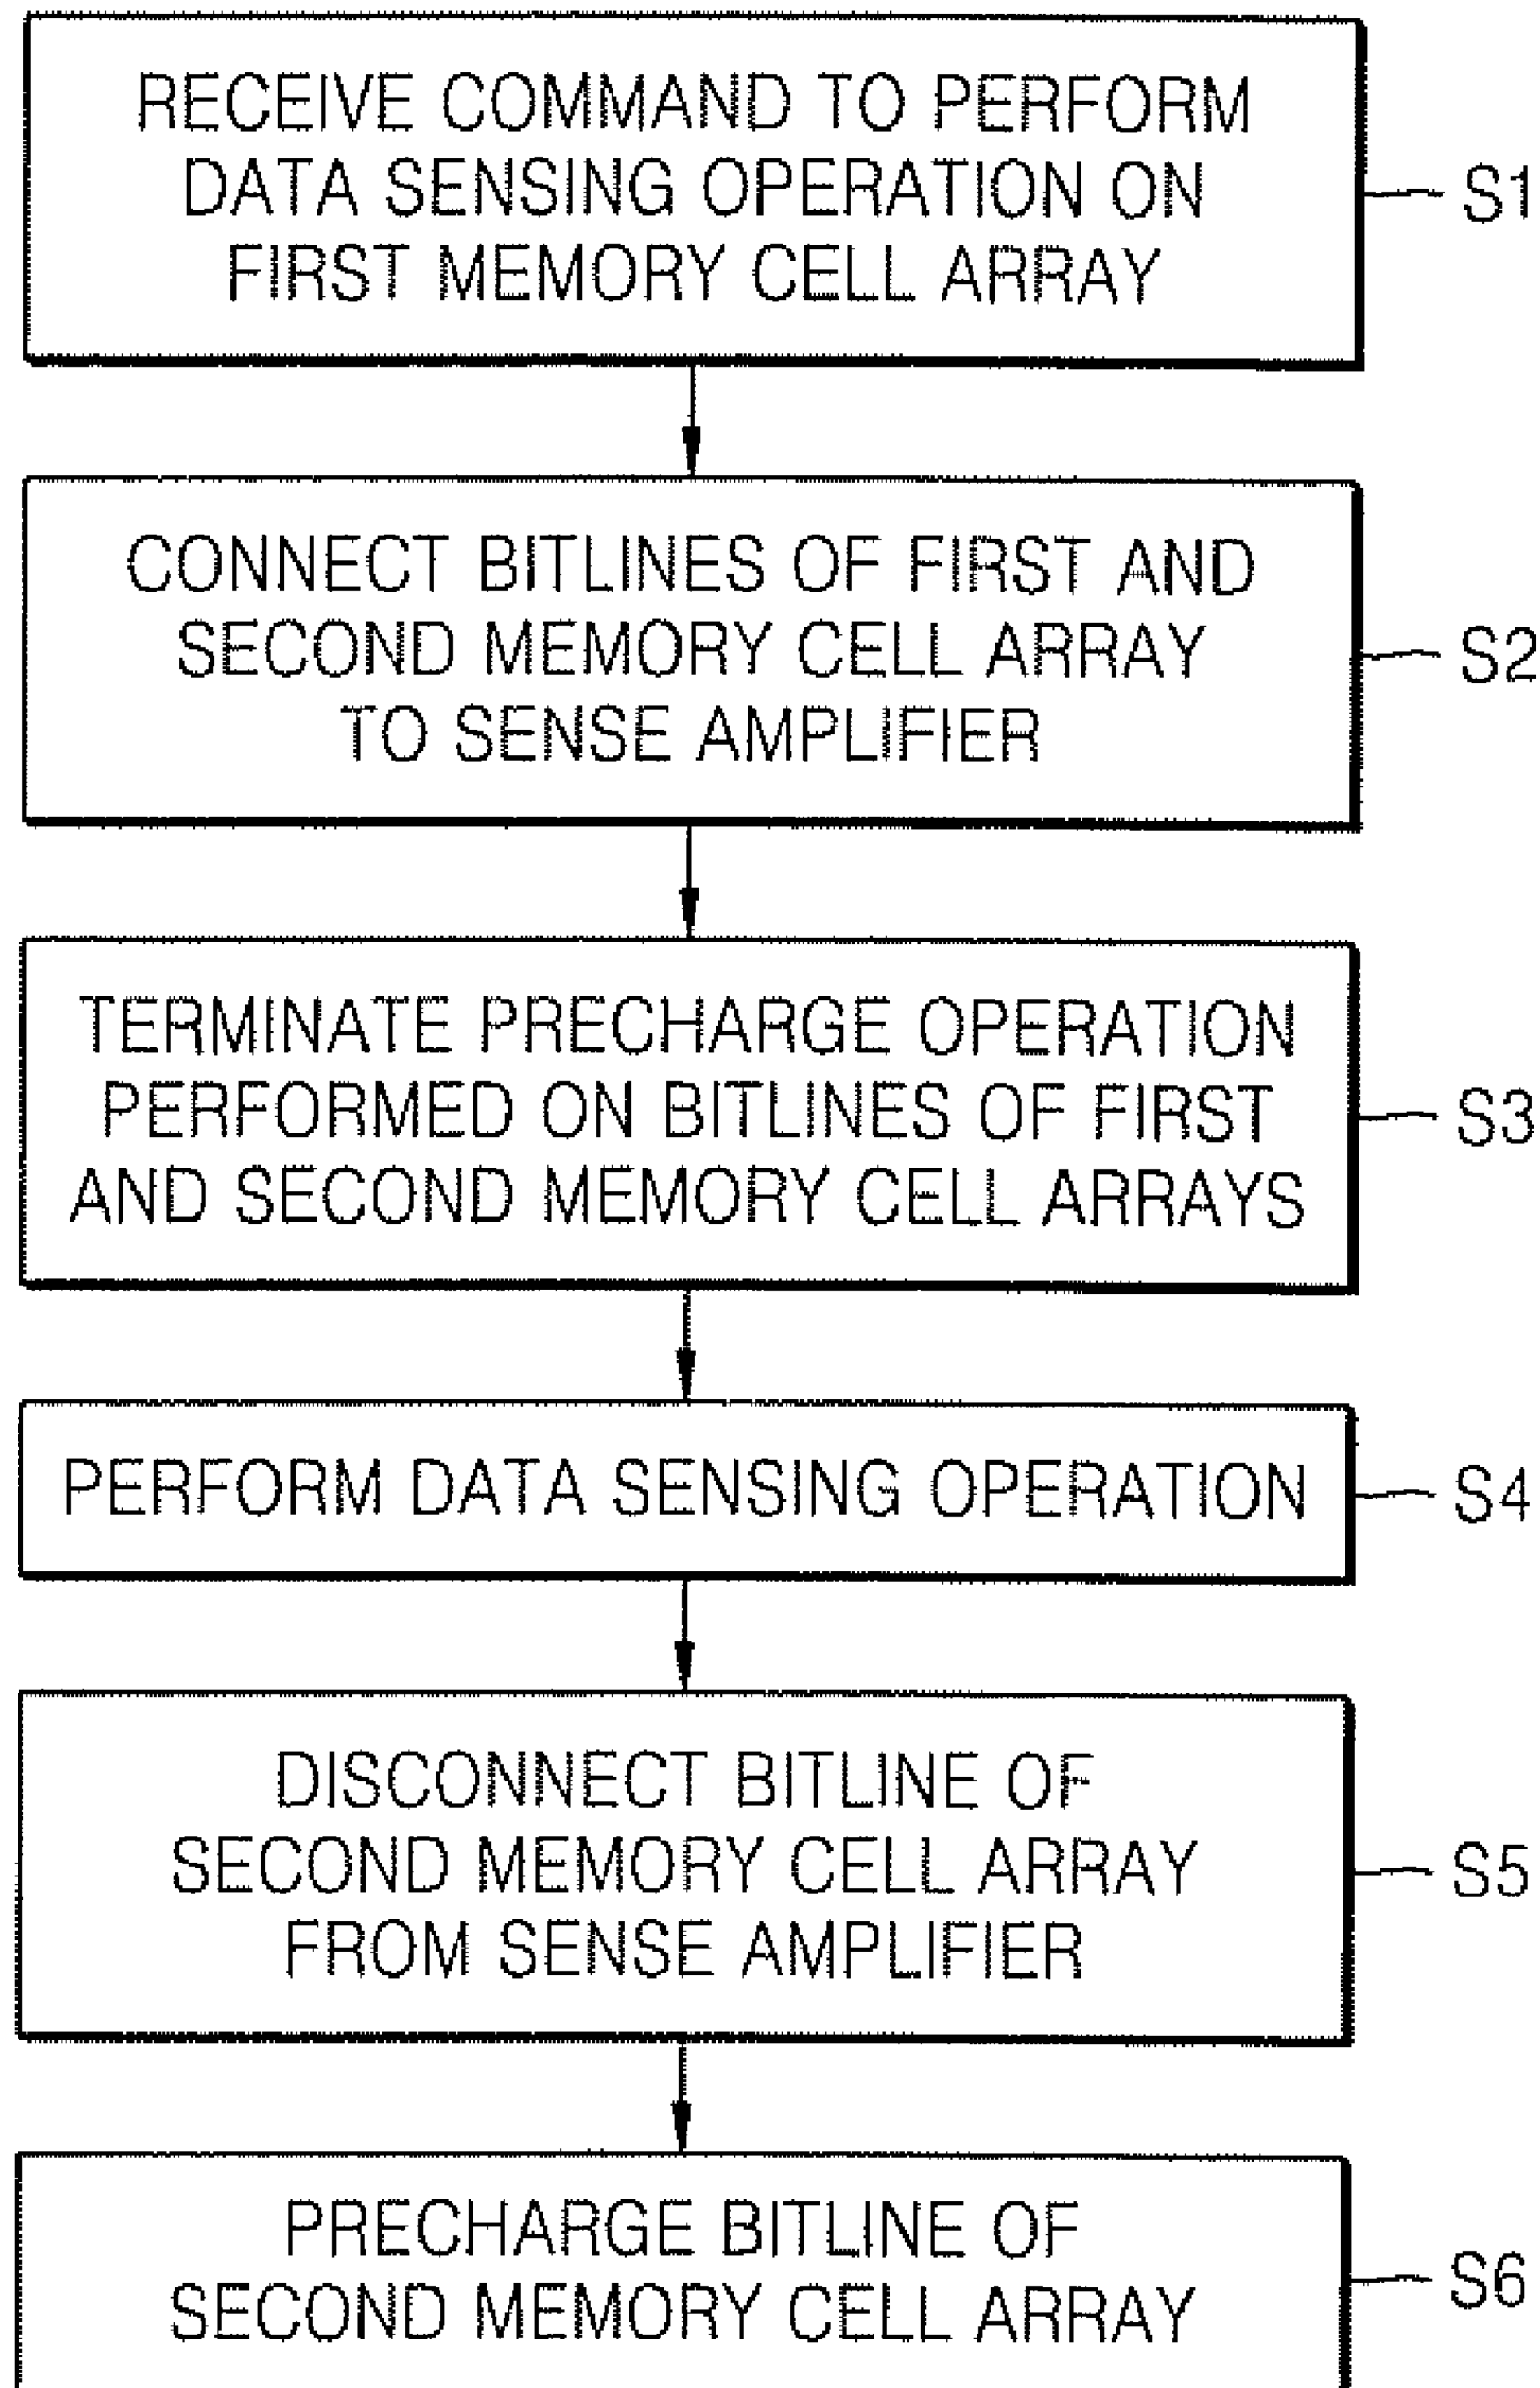 RECEIVE COMMAND TO PERFORM
DATA SENSING OPERATION ON
FIRST MEMORY CELL ARRAY
S1
CONNECT BITLINES OF FIRST AND
SECOND MEMORY CELL ARRAY
TO SENSE AMPLIFIER
S2
TERMINATE PRECHARGE OPERATION
PERFORMED ON BITLINES OF FIRST
AND SECOND MEMORY CELL ARRAYS
S3
PERFORM DATA SENSING OPERATION
S4
DISCONNECT BITLINE OF
SECOND MEMORY CELL ARRAY
FROM SENSE AMPLIFIER
S5
PRECHARGE BITLINE OF
SECOND MEMORY CELL ARRAY
S6